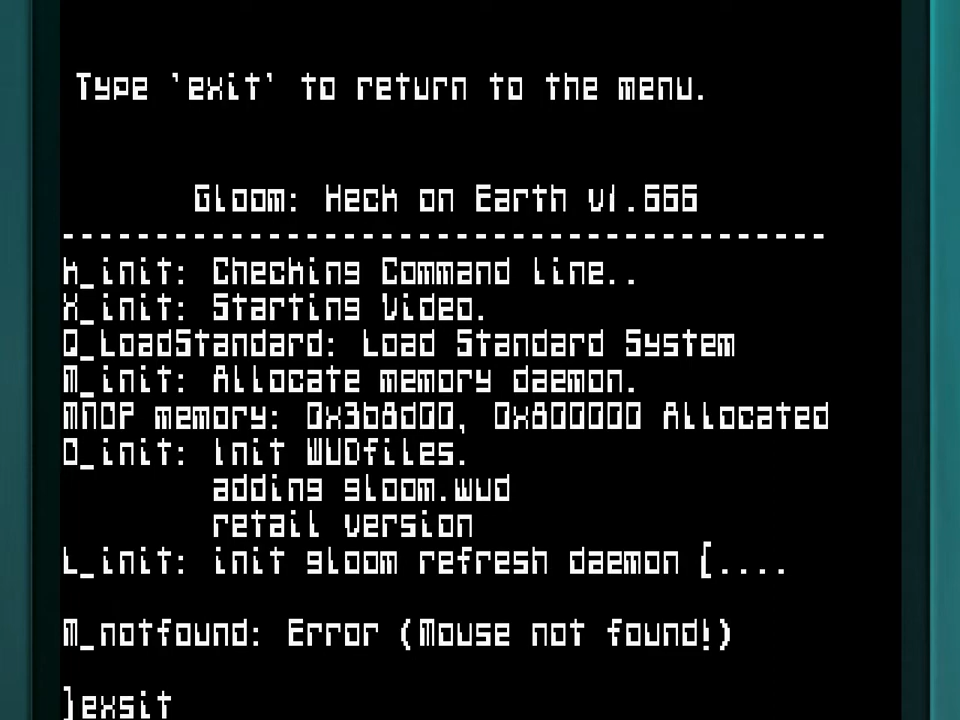 Type 'exit' to return to the menu.
Gloom: Heck on Earth v1.666
-----------------------------------------
K_init: Checking Command line..
X_init: Starting Video.
Q_LoadStandard: Load Standard System
M_init: Allocate memory daemon.
MNDP memory: 0x3b8d00, 0x800000 Allocated
D_init: Init WUDfiles.
adding gloom.wud
retail version
L_init: init gloom refresh daemon [....
M_notfound: Error (Mouse not found!)
]exsit